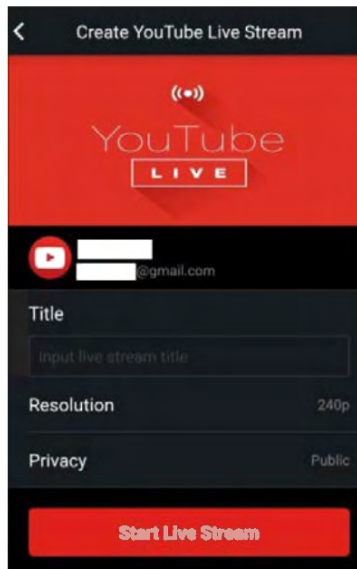 Create YouTube Live Stream
YouTube
LIVE
@gmail.com
Title
input live stream title
Resolution 240p
Privacy Public
Start Live Stream